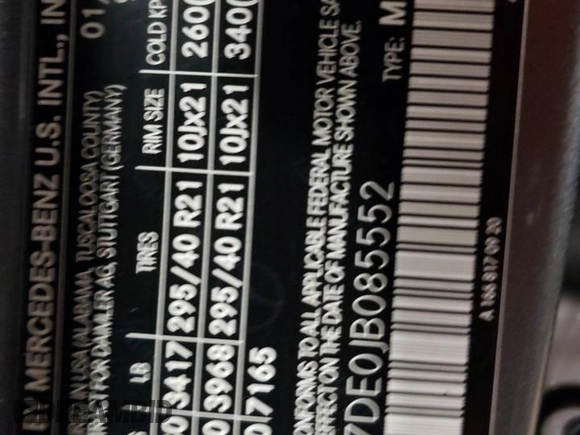 MERCEDES-BENZ U.S. INTL., IN
01/
IN USA (ALABAMA, TUSCALOOSA COUNTY)
FOR DAIMLER AG, STUTTGART (GERMANY)
LB TIRES RIM SIZE COLD KP
3417 295/40 R21 10Jx21 260
3968 295/40 R21 10Jx21 340
7165
CONFORMS TO ALL APPLICABLE FEDERAL MOTOR VEHICLE SA
EFFECT ON THE DATE OF MANUFACTURE SHOWN ABOVE.
7DE0JB085552 TYPE: M
A 166 817 09 20